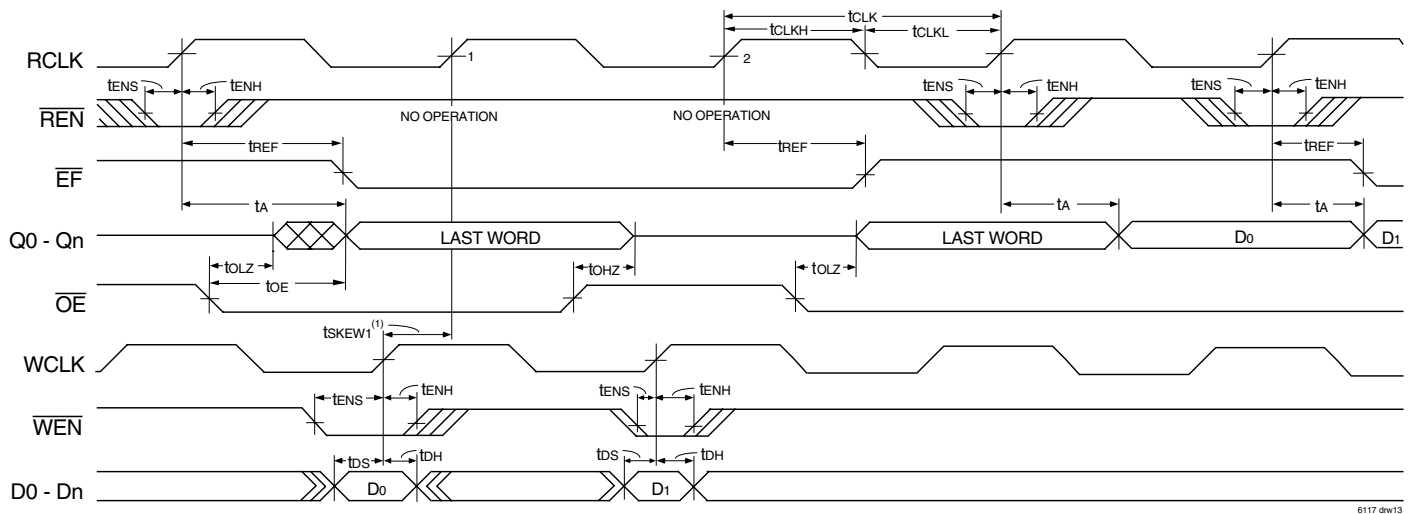 tCLK
tCLKH tCLKL
RCLK 1 2
tENS tENH tENS tENH tENS tENH
REN NO OPERATION NO OPERATION
tREF tREF tREF
EF
tA tA tA
Q0 - Qn LAST WORD LAST WORD D0 D1
tOLZ tOHZ tOLZ
tOE
OE
tSKEW1(1)
WCLK
tENS tENH tENS tENH
WEN
tDS tDH tDS tDH
D0 - Dn D0 D1
6117 drw13